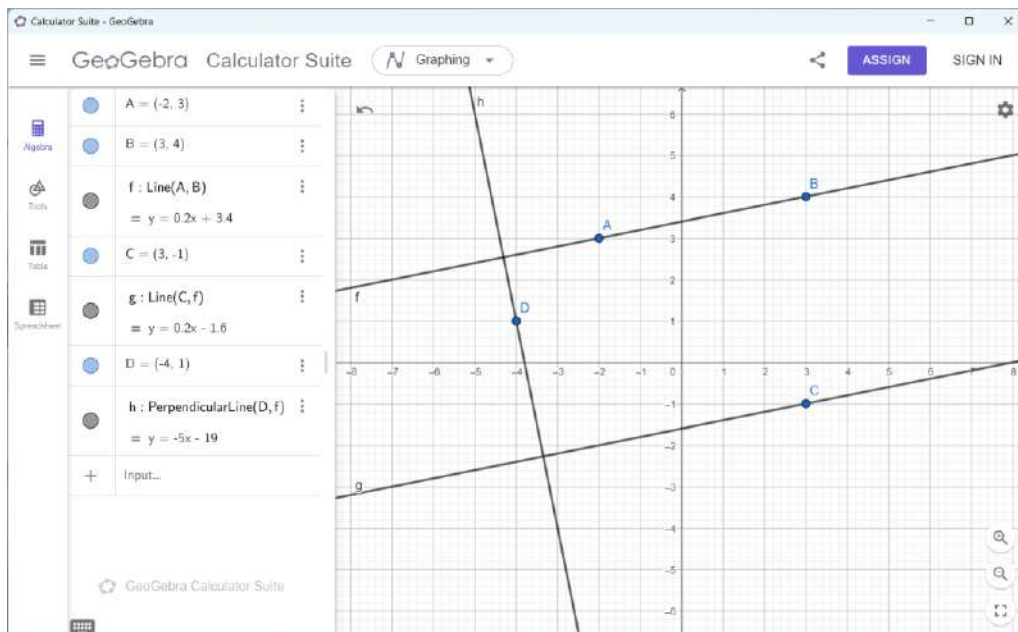 Calculator Suite - GeoGebra
GeoGebra Calculator Suite Graphing ASSIGN SIGN IN
Algebra
Tools
Table
Spreadsheet
A = (-2, 3)
B = (3, 4)
f : Line(A, B)
= y = 0.2x + 3.4
C = (3, -1)
g : Line(C, f)
= y = 0.2x - 1.6
D = (-4, 1)
h : PerpendicularLine(D, f)
= y = -5x - 19
+ Input...
GeoGebra Calculator Suite
h
6
5
B
4
A
3
2
f
D
1
-8 -7 -6 -5 -4 -3 -2 -1 0 1 2 3 4 5 6 7 8
C
-1
-2
g
-3
-4
-5
-6